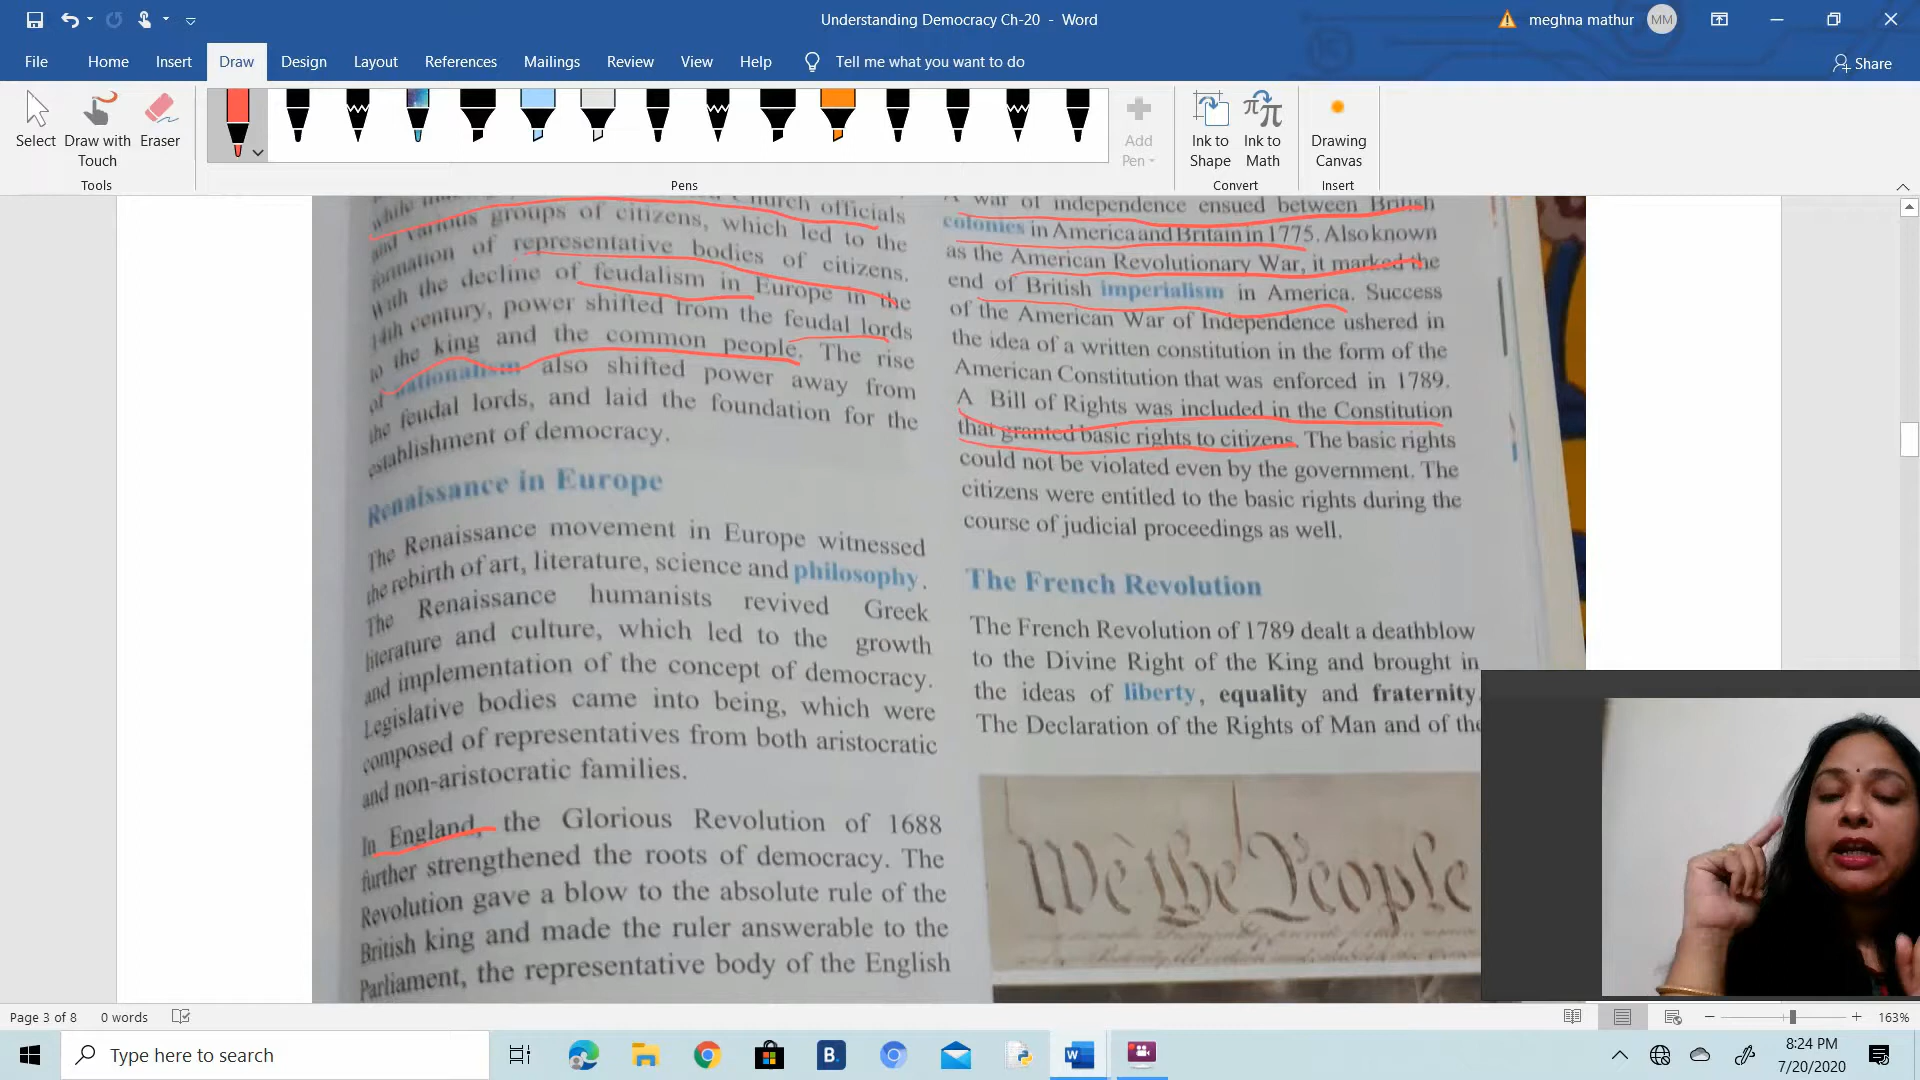 Understanding Democracy Ch-20 - Word
meghna mathur
MM
File
Home
Insert
Draw
Design
Layout
References
Mailings
Review
View
Help
Tell me what you want to do
Share
Select
Draw with
Touch
Eraser
Tools
Pens
Add
Pen
Ink to
Shape
Ink to
Math
Convert
Drawing
Canvas
Insert
while church officials
and various groups of citizens, which led to the
formation of representative bodies of citizens.
With the decline of feudalism in Europe in the
14th century, power shifted from the feudal lords
to the king and the common people. The rise
of nationalism also shifted power away from
the feudal lords, and laid the foundation for the
establishment of democracy.
Renaissance in Europe
The Renaissance movement in Europe witnessed
the rebirth of art, literature, science and philosophy.
The Renaissance humanists revived Greek
literature and culture, which led to the growth
and implementation of the concept of democracy.
Legislative bodies came into being, which were
composed of representatives from both aristocratic
and non-aristocratic families.
In England, the Glorious Revolution of 1688
further strengthened the roots of democracy. The
Revolution gave a blow to the absolute rule of the
British king and made the ruler answerable to the
Parliament, the representative body of the English
A war of independence ensued between British
colonies in America and Britain in 1775. Also known
as the American Revolutionary War, it marked the
end of British imperialism in America. Success
of the American War of Independence ushered in
the idea of a written constitution in the form of the
American Constitution that was enforced in 1789.
A Bill of Rights was included in the Constitution
that granted basic rights to citizens. The basic rights
could not be violated even by the government. The
citizens were entitled to the basic rights during the
course of judicial proceedings as well.
The French Revolution
The French Revolution of 1789 dealt a deathblow
to the Divine Right of the King and brought in
the ideas of liberty, equality and fraternity.
The Declaration of the Rights of Man and of the
We the People
Page 3 of 8
0 words
163%
Type here to search
8:24 PM
7/20/2020